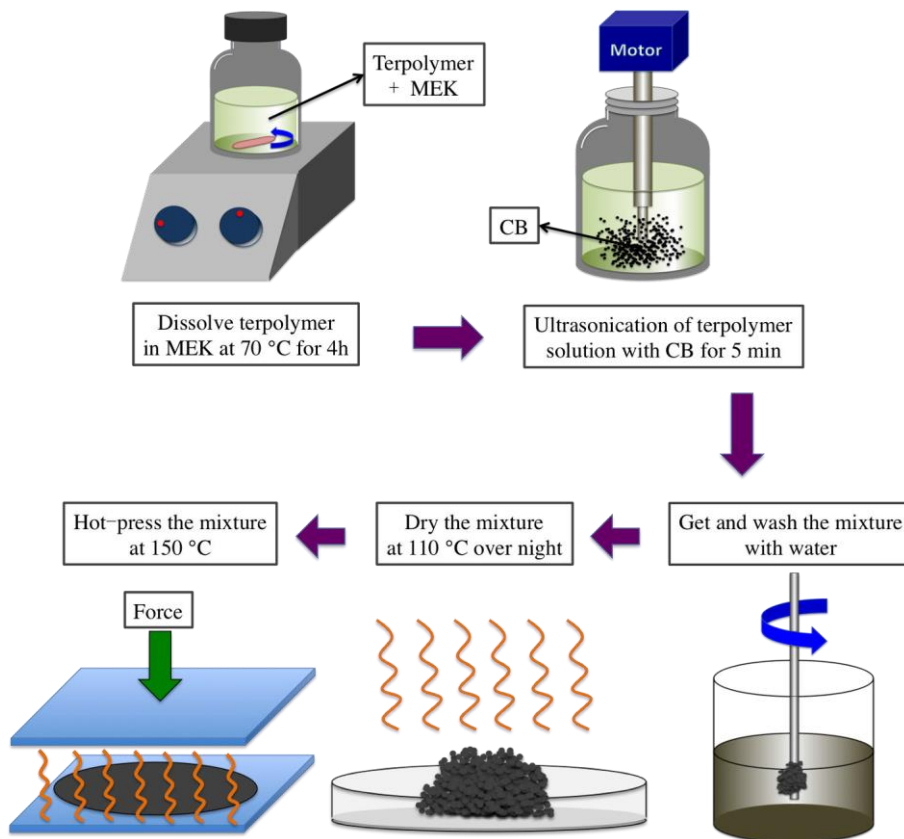 Terpolymer
+ MEK
Motor
CB
Dissolve terpolymer
in MEK at 70 °C for 4h
Ultrasonication of terpolymer
solution with CB for 5 min
Get and wash the mixture
with water
Dry the mixture
at 110 °C over night
Hot−press the mixture
at 150 °C
Force